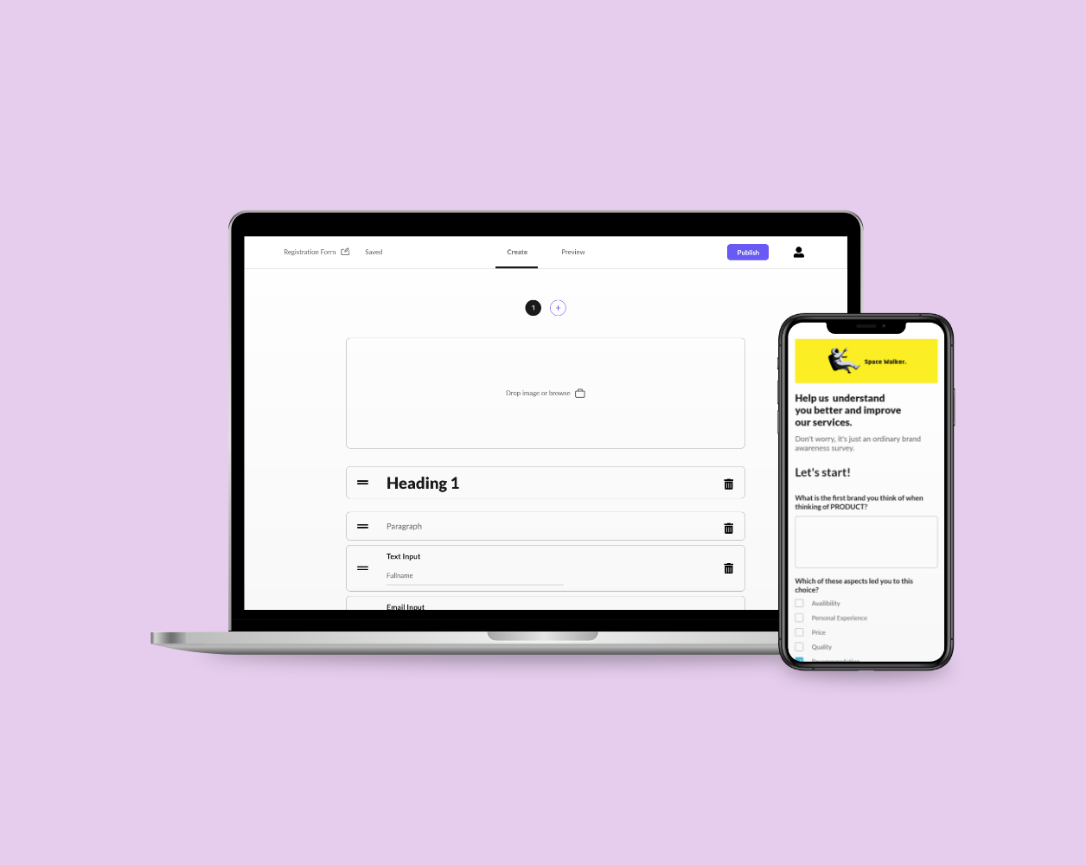 Registration Form
Saved
Create
Preview
Publish
1
+
Drop image or browse
Heading 1
Paragraph
Text Input
Fullname
Email Input
Space Walker.
Help us understand
you better and improve
our services.
Don't worry, it's just an ordinary brand
awareness survey.
Let's start!
What is the first brand you think of when
thinking of PRODUCT?
Which of these aspects led you to this
choice?
Availibility
Personal Experience
Price
Quality